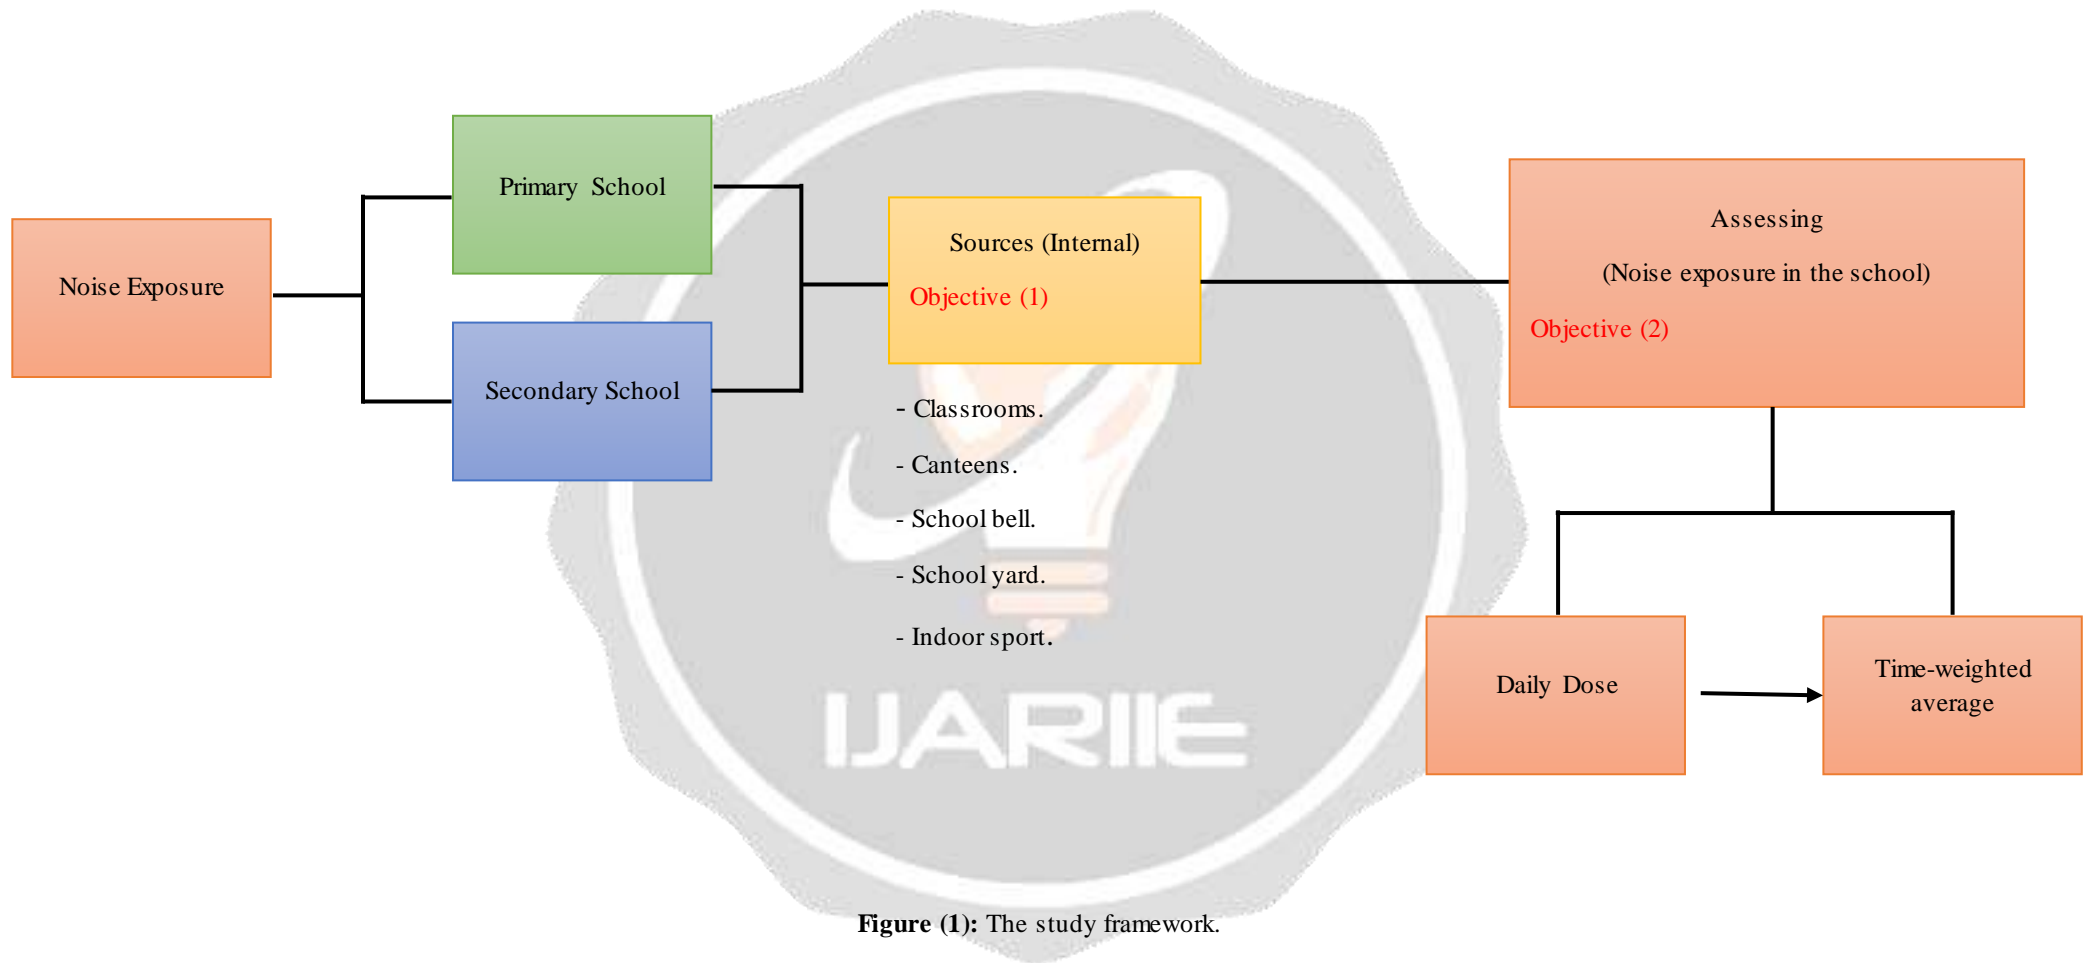 Noise Exposure
Primary School
Secondary School
Sources (Internal)
Objective (1)
- Classrooms.
- Canteens.
- School bell.
- School yard.
- Indoor sport.
Assessing
(Noise exposure in the school)
Objective (2)
Daily Dose
Time-weighted
average
IJARIIE
Figure (1): The study framework.